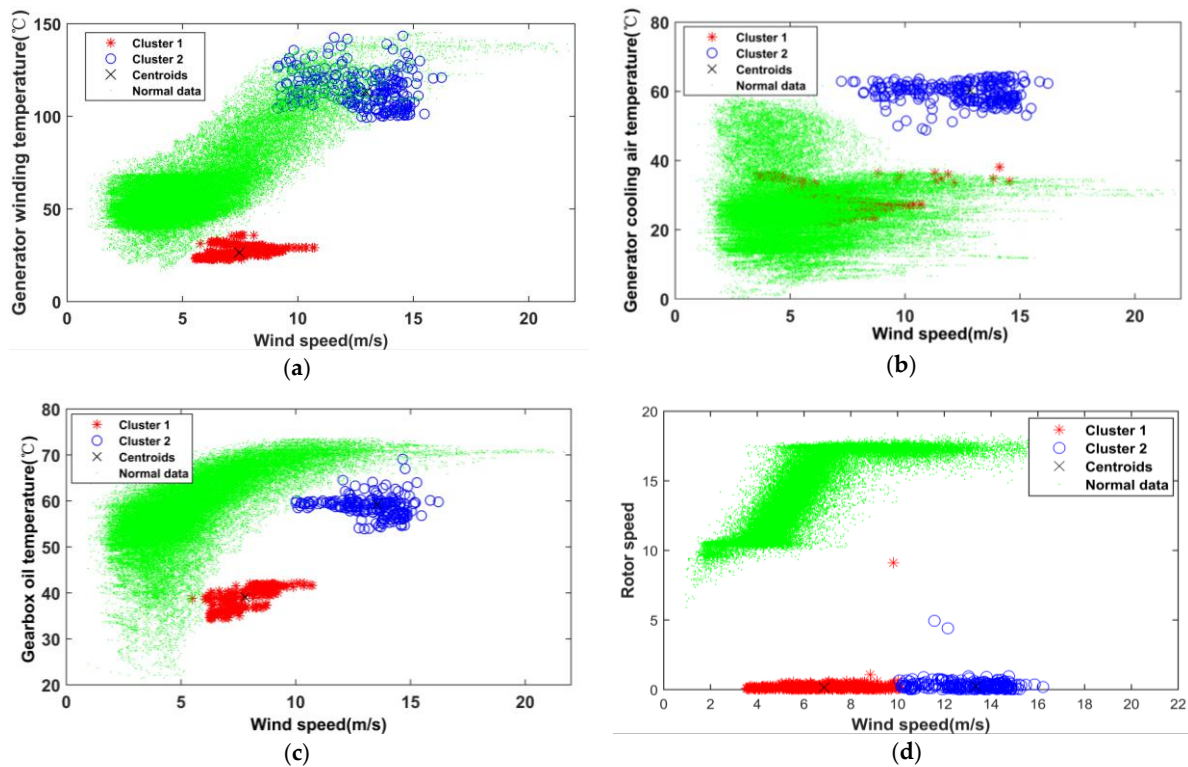 Generator winding temperature(℃)
150
100
50
0
Cluster 1
Cluster 2
Centroids
Normal data
0 5 10 15 20
Wind speed(m/s)
(a)
Generator cooling air temperature(℃)
80
60
40
20
0
Cluster 1
Cluster 2
Centroids
Normal data
0 5 10 15 20
Wind speed(m/s)
(b)
Gearbox oil temperature(℃)
80
70
60
50
40
30
20
Cluster 1
Cluster 2
Centroids
Normal data
0 5 10 15 20
Wind speed(m/s)
(c)
Rotor speed
20
15
10
5
0
Cluster 1
Cluster 2
Centroids
Normal data
0 2 4 6 8 10 12 14 16 18 20 22
Wind speed(m/s)
(d)